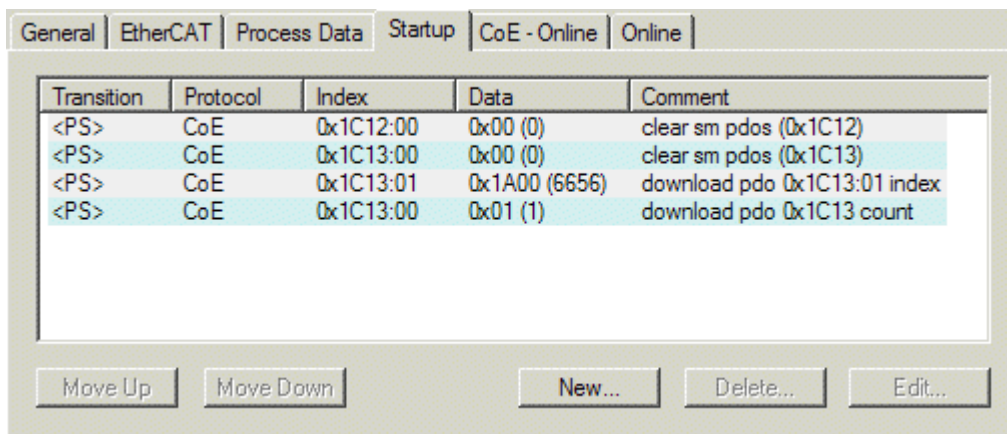 General EtherCAT Process Data Startup CoE - Online Online
Transition Protocol Index Data Comment
<PS> CoE 0x1C12:00 0x00 (0) clear sm pdos (0x1C12)
<PS> CoE 0x1C13:00 0x00 (0) clear sm pdos (0x1C13)
<PS> CoE 0x1C13:01 0x1A00 (6656) download pdo 0x1C13:01 index
<PS> CoE 0x1C13:00 0x01 (1) download pdo 0x1C13 count
Move Up Move Down New... Delete... Edit...